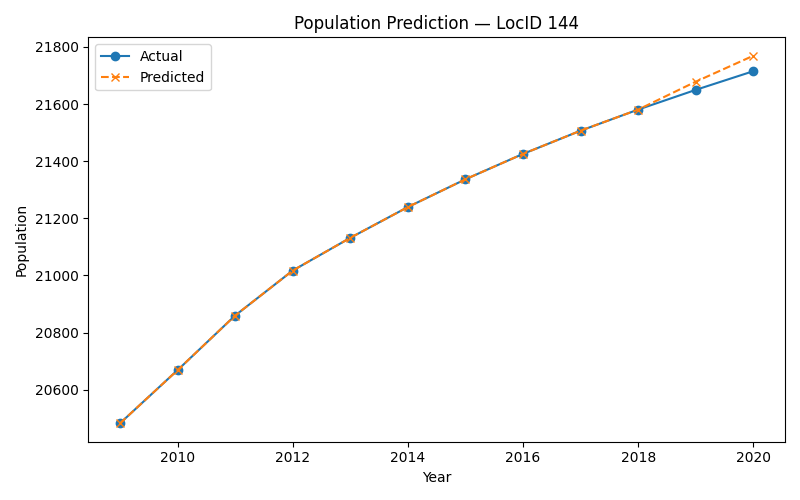 Population Prediction — LocID 144
Actual
Predicted
21800
21600
21400
21200
21000
20800
20600
Population
2010
2012
2014
2016
2018
2020
Year